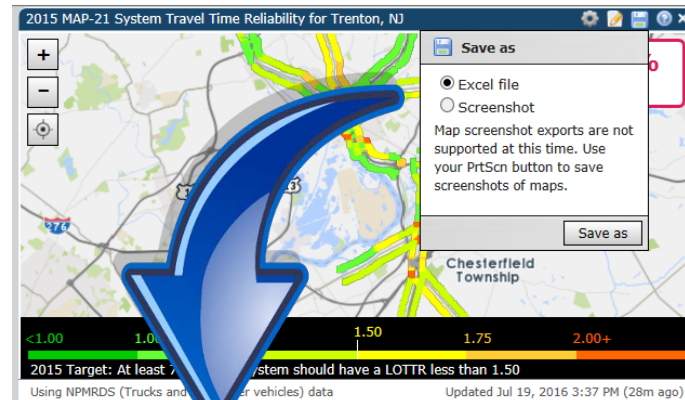 2015 MAP-21 System Travel Time Reliability for Trenton, NJ
Save as
Excel file
Screenshot
Map screenshot exports are not
supported at this time. Use
your PrtScn button to save
screenshots of maps.
Save as
276
Chesterfield
Township
<1.00
1.50
1.75
2.00+
2015 Target: At least system should have a LOTTR less than 1.50
Using NPMRDS (Trucks and vehicles) data
Updated Jul 19, 2016 3:37 PM (28m ago)